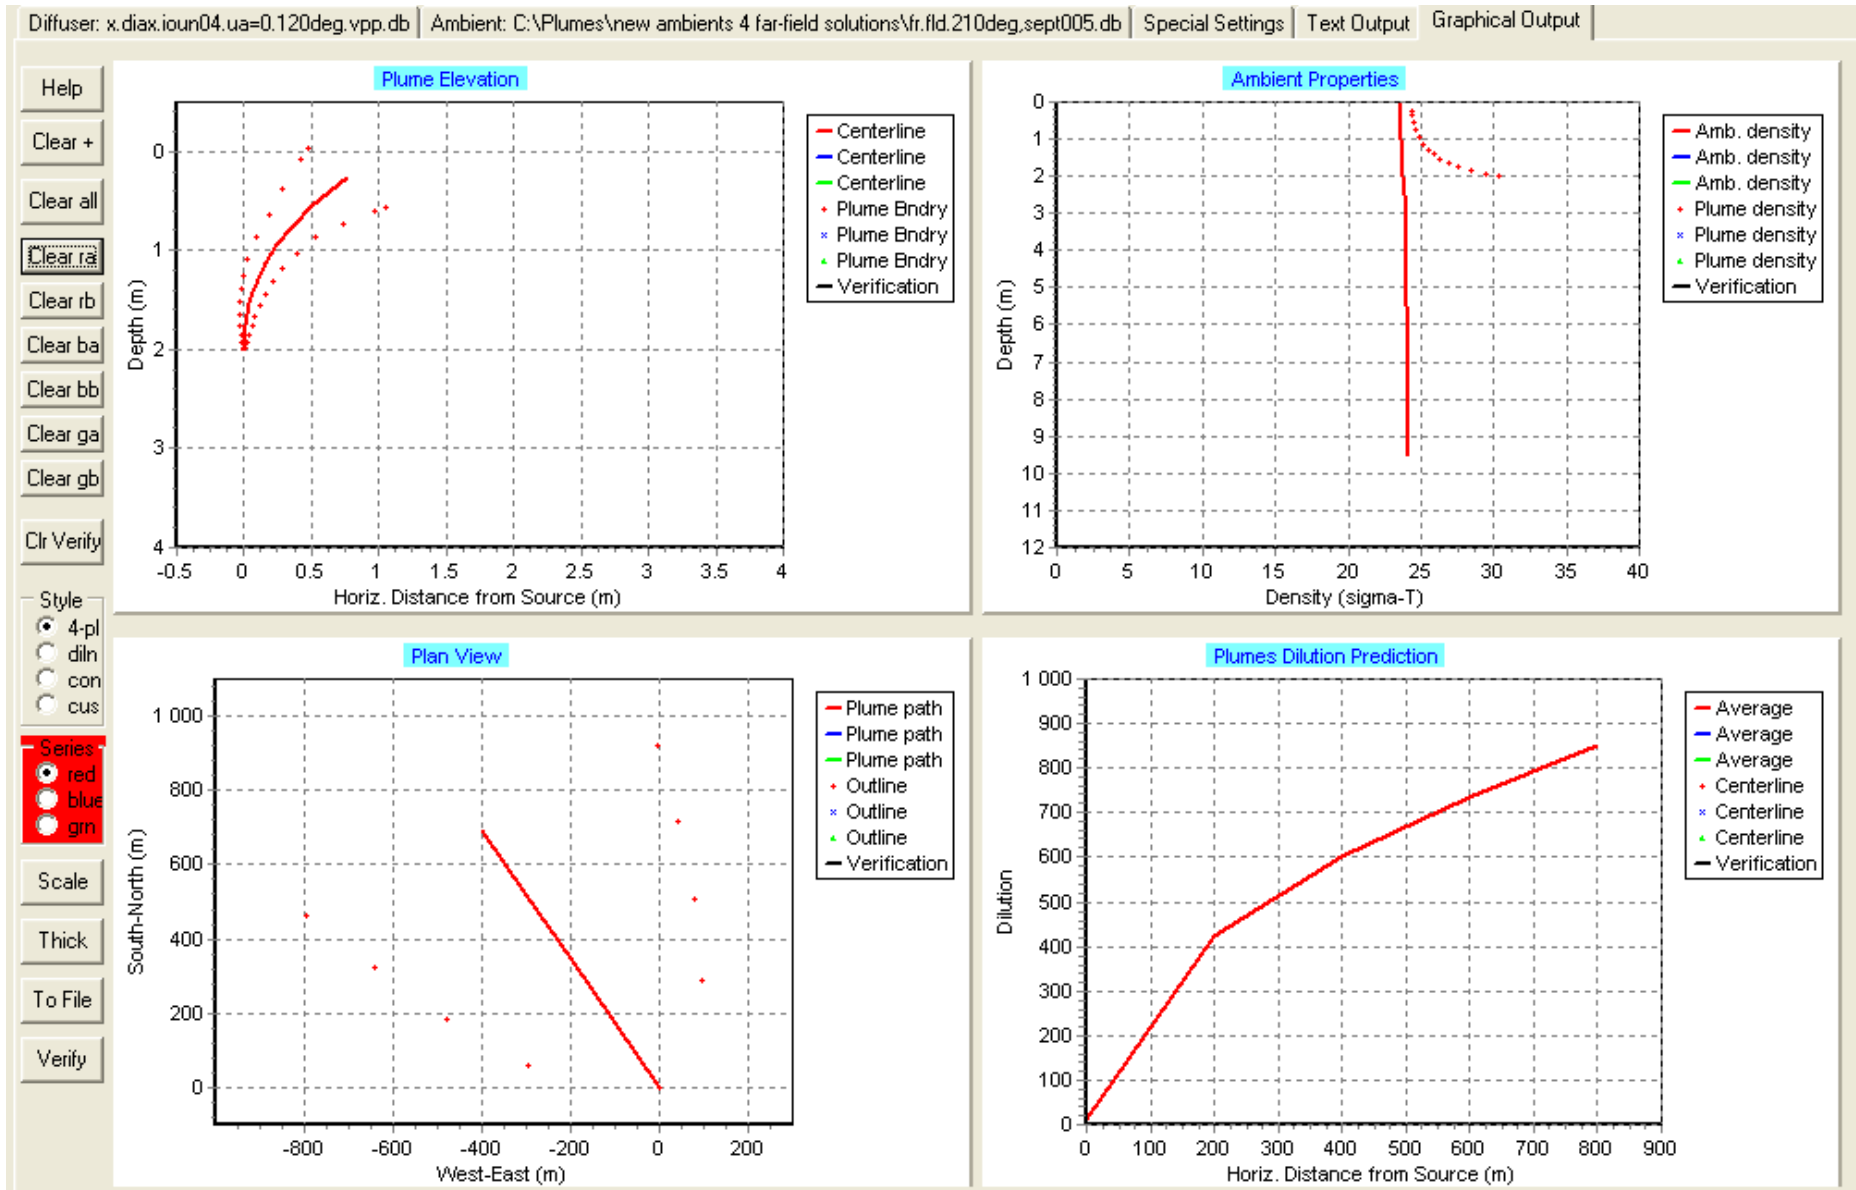 Diffuser: x.diax.ioun04.ua=0.120deg.vpp.db Ambient: C:\Plumes\new ambients 4 far-field solutions\fr.fld.210deg,sept005.db Special Settings Text Output Graphical Output
Help
Clear +
Clear all
Clear ra
Clear rb
Clear ba
Clear bb
Clear ga
Clear gb
Clr Verify
Style
4-pl
diln
con
cus
Series
red
blue
grn
Scale
Thick
To File
Verify
Plume Elevation
0
1
2
3
4
Depth (m)
-0.5 0 0.5 1 1.5 2 2.5 3 3.5 4
Horiz. Distance from Source (m)
Centerline
Centerline
Centerline
Plume Bndry
Plume Bndry
Plume Bndry
Verification
Ambient Properties
0
1
2
3
4
5
6
7
8
9
10
11
12
Depth (m)
0 5 10 15 20 25 30 35 40
Density (sigma-T)
Amb. density
Amb. density
Amb. density
Plume density
Plume density
Plume density
Verification
Plan View
1 000
800
600
400
200
0
South-North (m)
-800 -600 -400 -200 0 200
West-East (m)
Plume path
Plume path
Plume path
Outline
Outline
Outline
Verification
Plumes Dilution Prediction
1 000
900
800
700
600
500
400
300
200
100
0
Dilution
0 100 200 300 400 500 600 700 800 900
Horiz. Distance from Source (m)
Average
Average
Average
Centerline
Centerline
Centerline
Verification